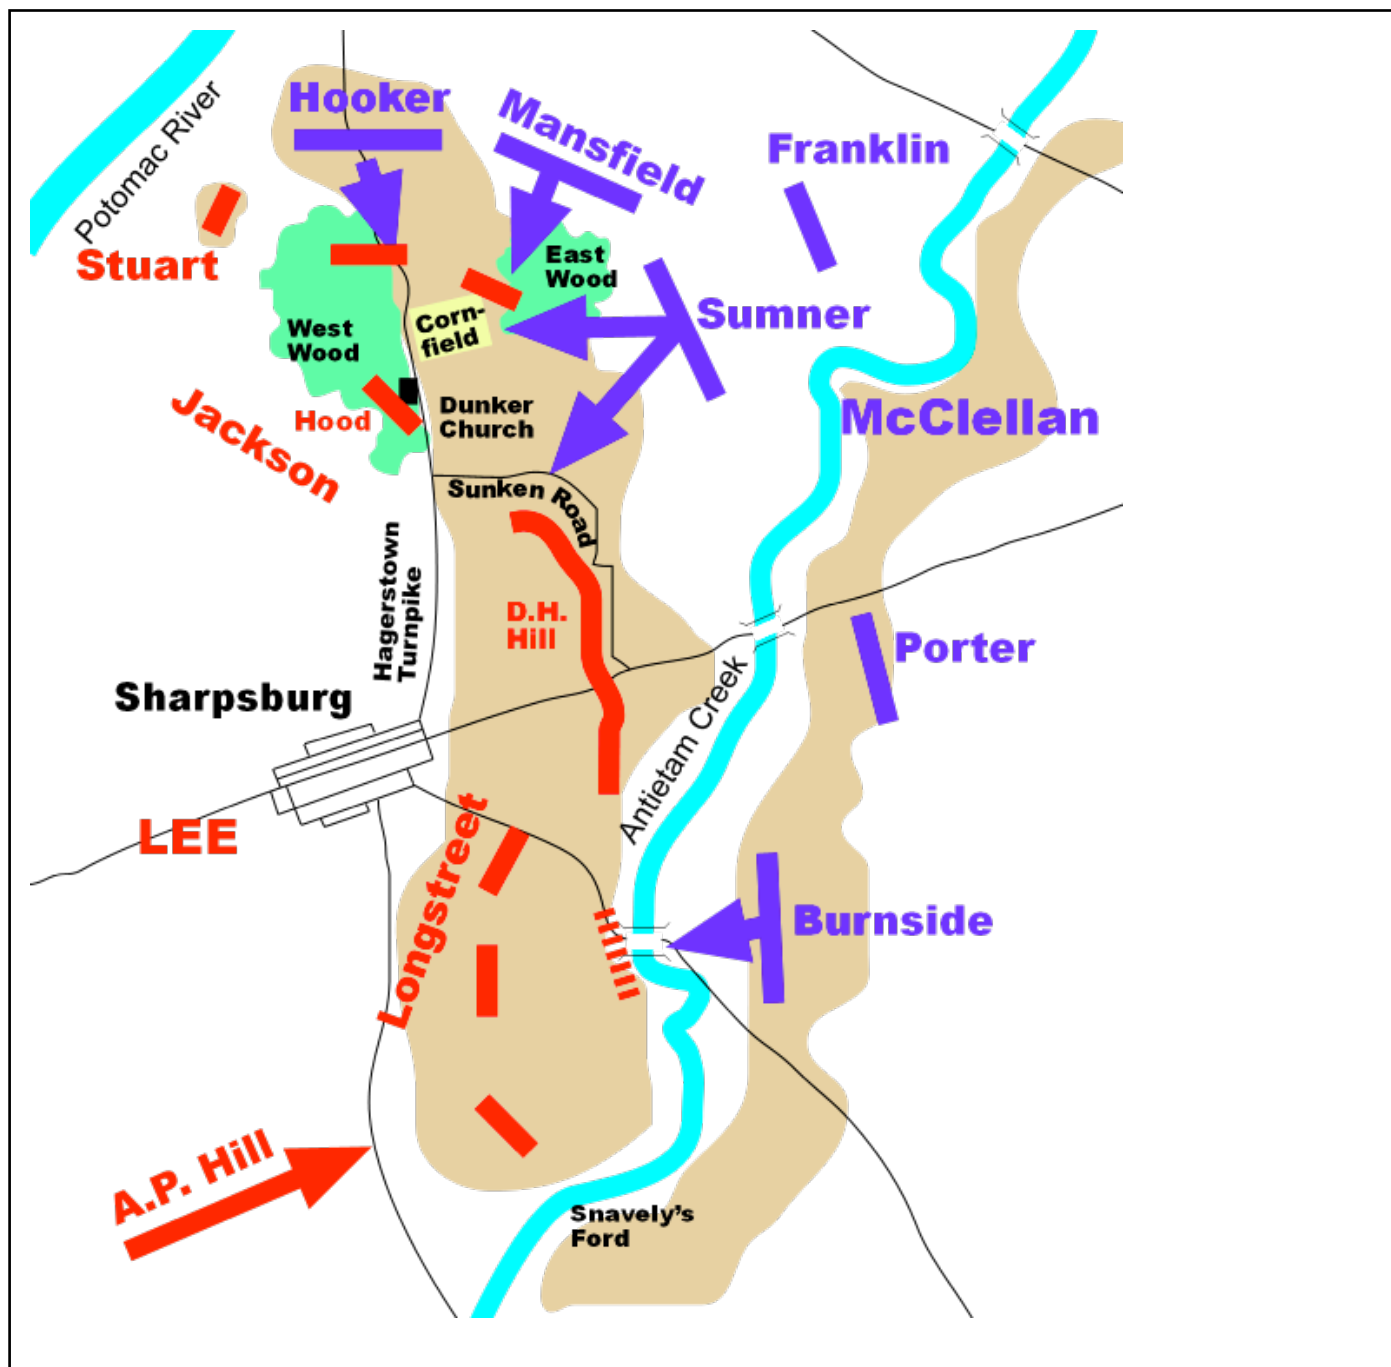 Hooker
Mansfield
Franklin
Potomac River
Stuart
East
Wood
Sumner
West
Wood
Corn-
field
Jackson
Hood
Dunker
Church
McClellan
Sunken Road
Hagerstown
Turnpike
D.H.
Hill
Porter
Sharpsburg
Antietam Creek
LEE
Longstreet
Burnside
A.P. Hill
Snavely's
Ford